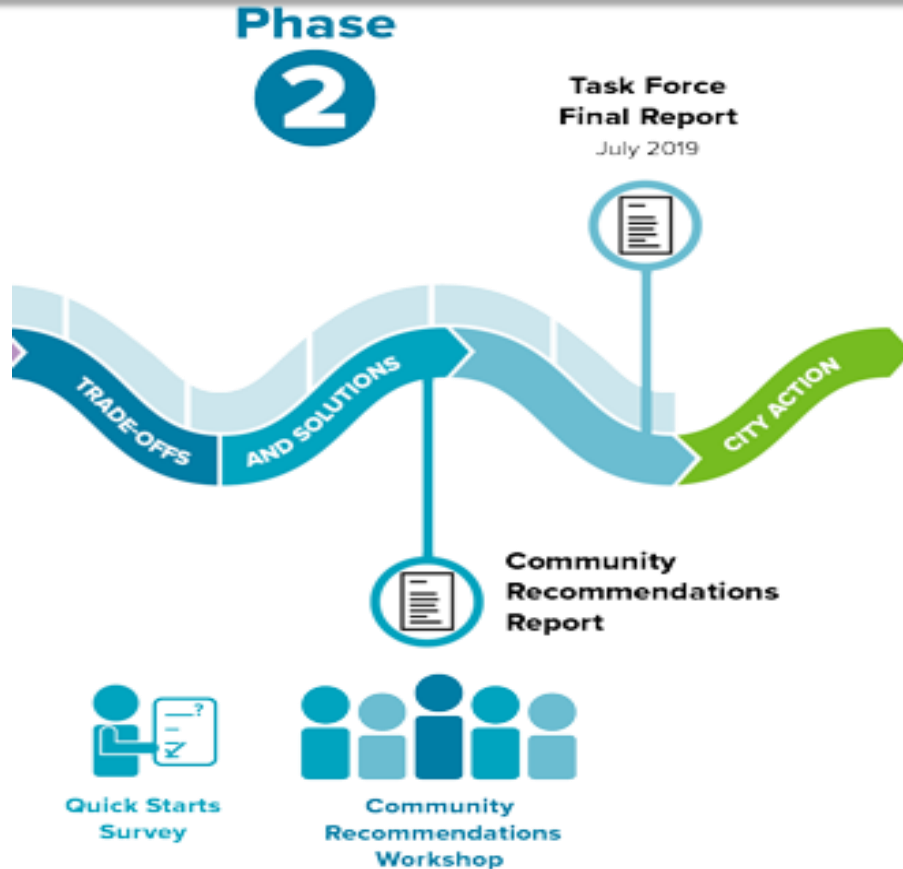 Phase
2
Task Force
Final Report
July 2019
TRADE-OFFS
AND SOLUTIONS
CITY ACTION
Community
Recommendations
Report
?
Quick Starts
Survey
Community
Recommendations
Workshop